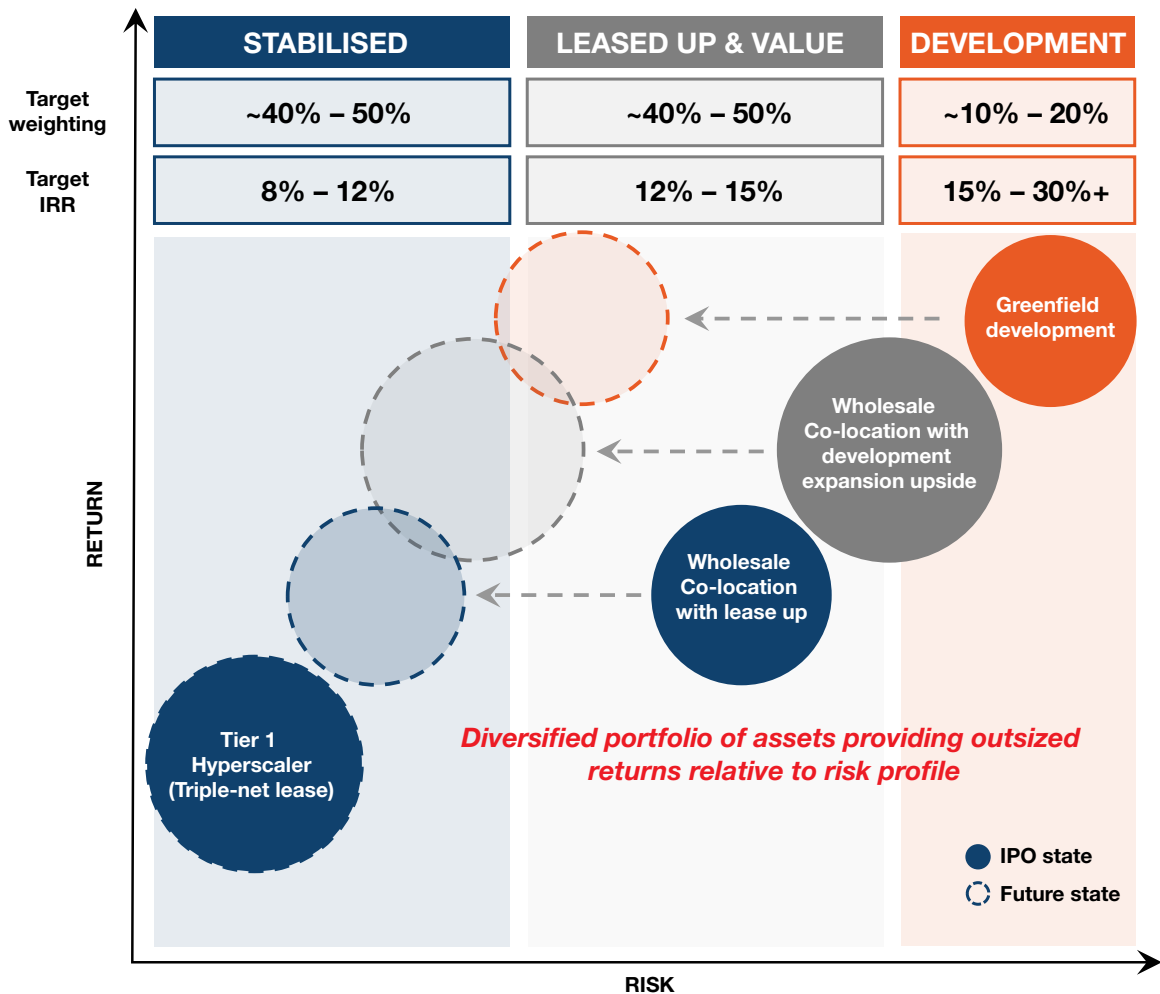 STABILISED
LEASED UP & VALUE
DEVELOPMENT
Target
weighting
~40% – 50%
~40% – 50%
~10% – 20%
Target
IRR
8% – 12%
12% – 15%
15% – 30%+
Greenfield
development
Wholesale
Co-location with
development
expansion upside
Wholesale
Co-location
with lease up
Tier 1
Hyperscaler
(Triple-net lease)
Diversified portfolio of assets providing outsized
returns relative to risk profile
IPO state
Future state
RETURN
RISK